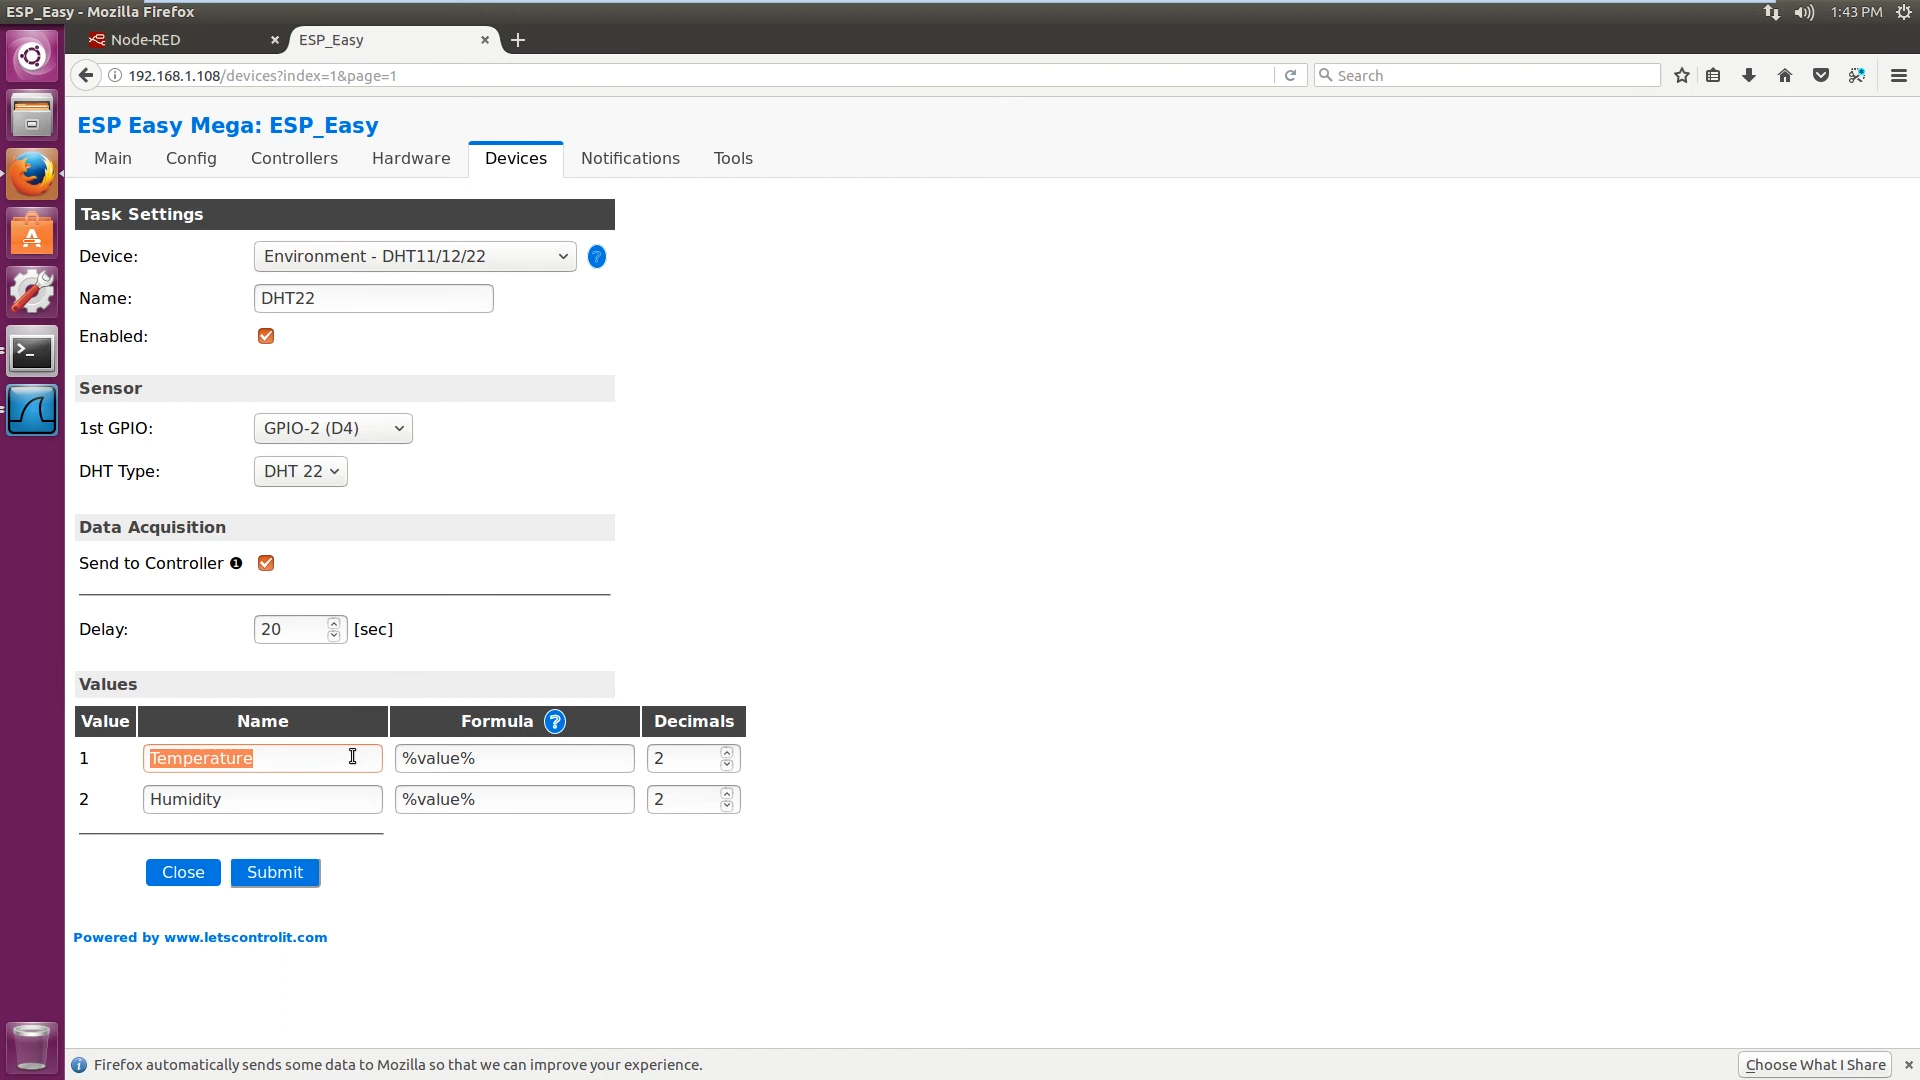 ESP_Easy - Mozilla Firefox
1:43 PM
Node-RED
ESP_Easy
192.168.1.108/devices?index=1&page=1
Search
ESP Easy Mega: ESP_Easy
Main Config Controllers Hardware Devices Notifications Tools
Task Settings
Device: Environment - DHT11/12/22 ?
Name: DHT22
Enabled:
Sensor
1st GPIO: GPIO-2 (D4)
DHT Type: DHT 22
Data Acquisition
Send to Controller ❶
Delay: 20 [sec]
Values
Value Name Formula ? Decimals
1 Temperature %value% 2
2 Humidity %value% 2
Close Submit
Powered by www.letscontrolit.com
Firefox automatically sends some data to Mozilla so that we can improve your experience.
Choose What I Share